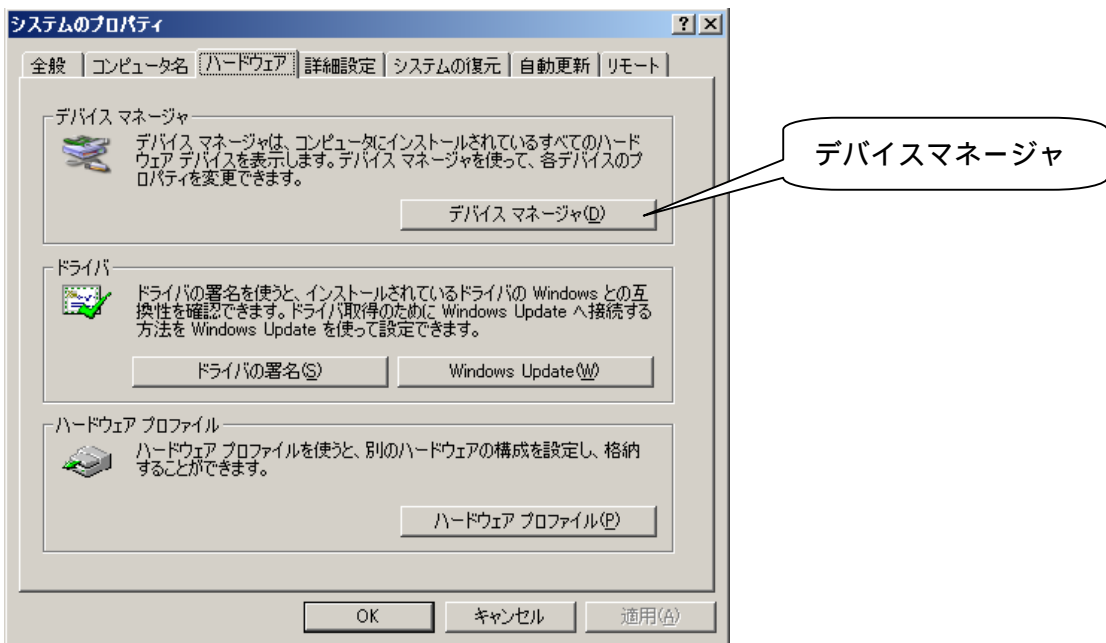 システムのプロパティ
全般
コンピュータ名
ハードウェア
詳細設定
システムの復元
自動更新
リモート
デバイス マネージャ
デバイス マネージャは、コンピュータにインストールされているすべてのハード
ウェア デバイスを表示します。デバイス マネージャを使って、各デバイスのプ
ロパティを変更できます。
デバイス マネージャ(D)
デバイスマネージャ
ドライバ
ドライバの署名を使うと、インストールされているドライバの Windows との互
換性を確認できます。ドライバ取得のために Windows Update へ接続する
方法を Windows Update を使って設定できます。
ドライバの署名(S)
Windows Update(W)
ハードウェア プロファイル
ハードウェア プロファイルを使うと、別のハードウェアの構成を設定し、格納
することができます。
ハードウェア プロファイル(P)
OK
キャンセル
適用(A)